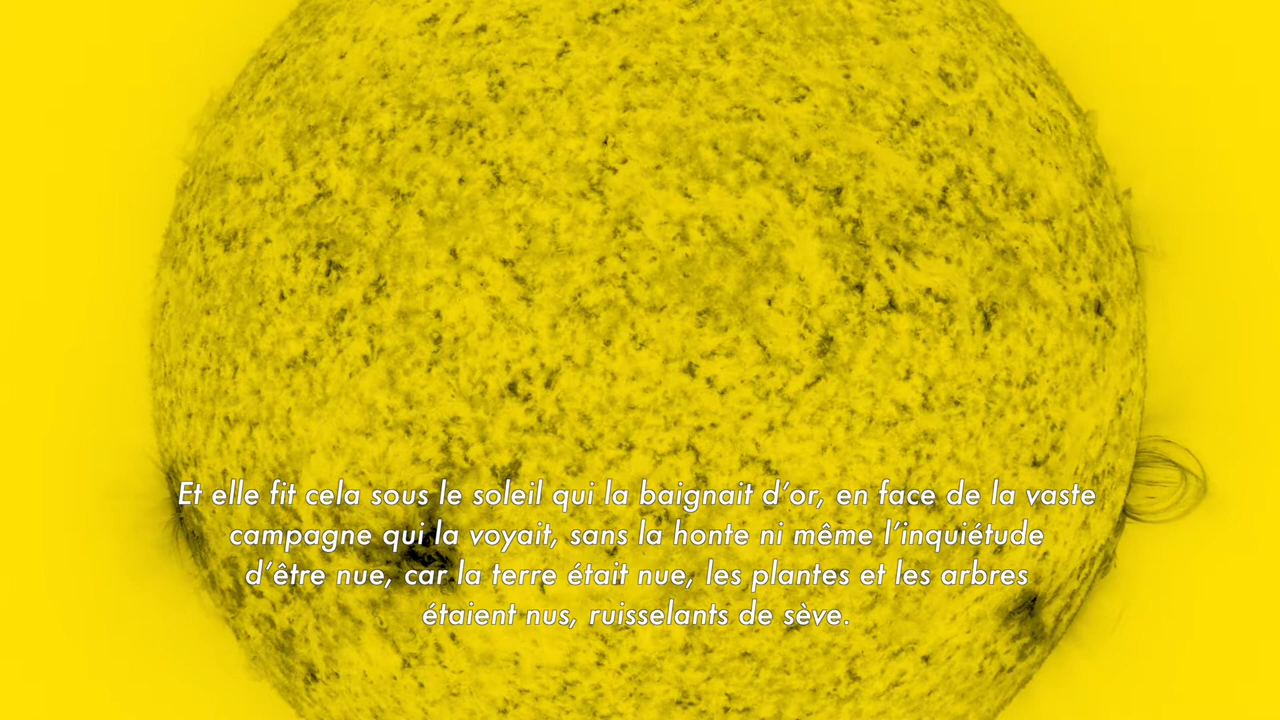 Et elle fit cela sous le soleil qui la baignait d’or, en face de la vaste
campagne qui la voyait, sans la honte ni même l’inquiétude
d’être nue, car la terre était nue, les plantes et les arbres
étaient nus, ruisselants de sève.